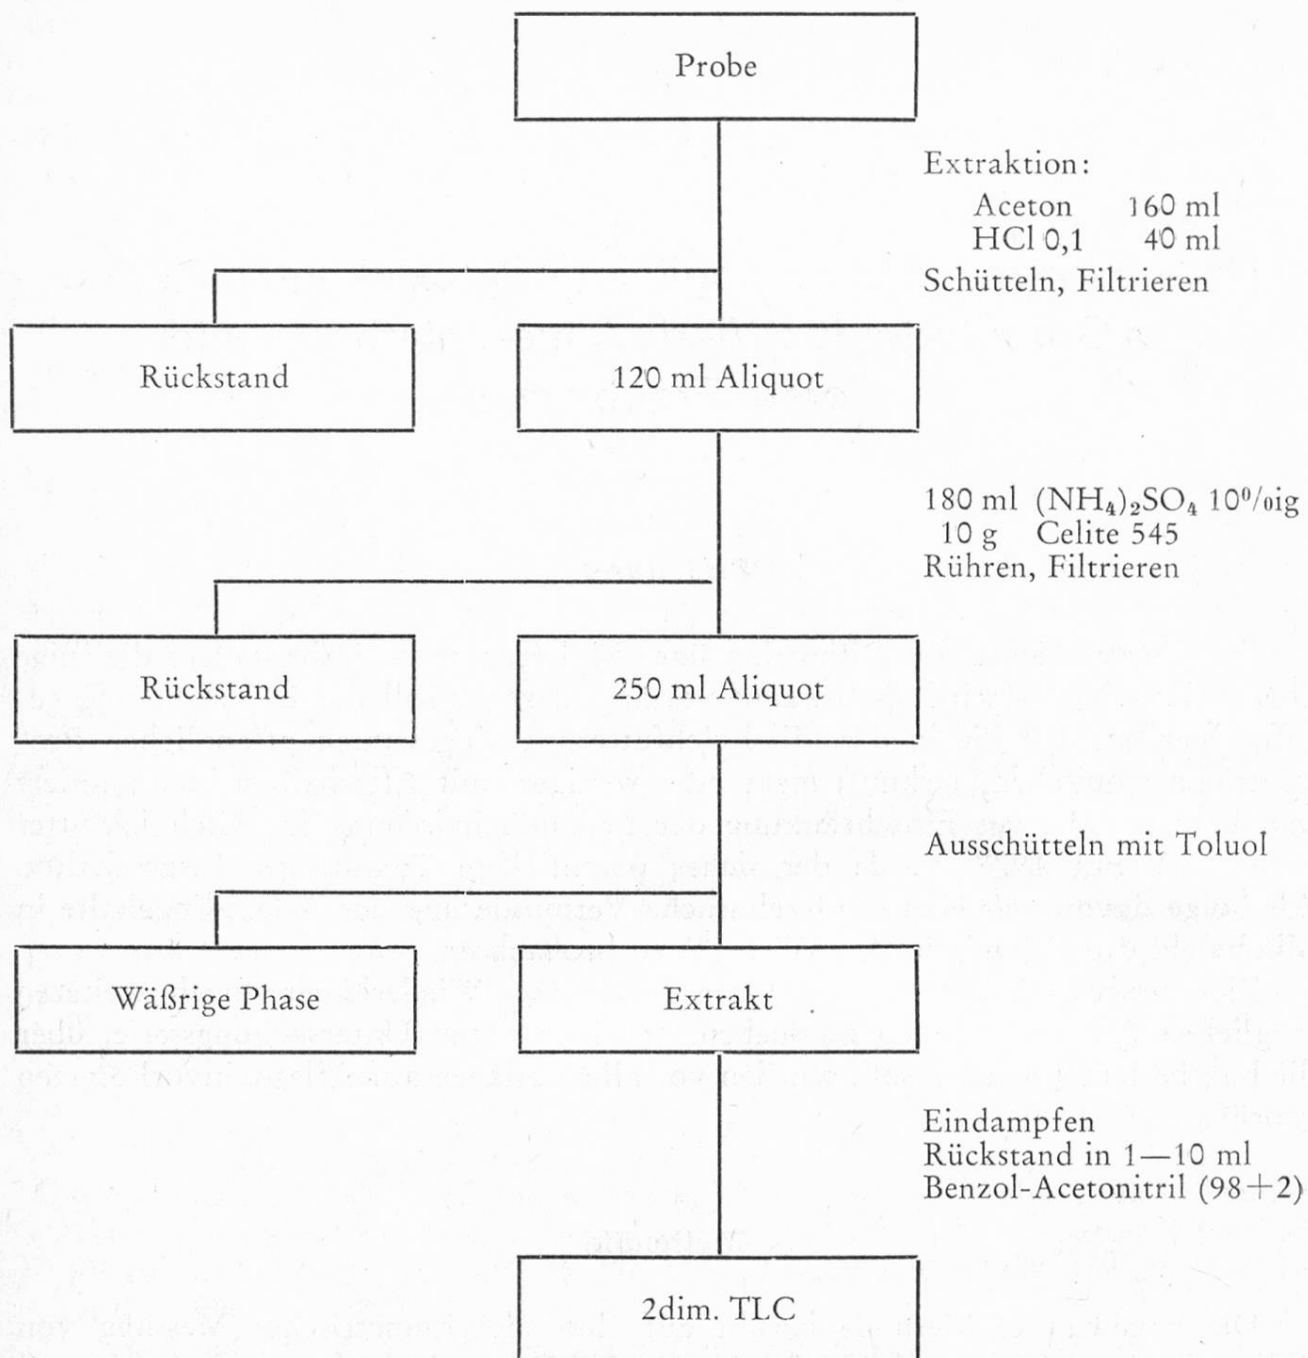 Probe
Extraktion:
Aceton 160 ml
HCl 0,1 40 ml
Schütteln, Filtrieren
Rückstand
120 ml Aliquot
180 ml (NH₄)₂SO₄ 10⁰/₀ig
10 g Celite 545
Rühren, Filtrieren
Rückstand
250 ml Aliquot
Ausschütteln mit Toluol
Wäßrige Phase
Extrakt
Eindampfen
Rückstand in 1—10 ml
Benzol-Acetonitril (98+2)
2dim. TLC